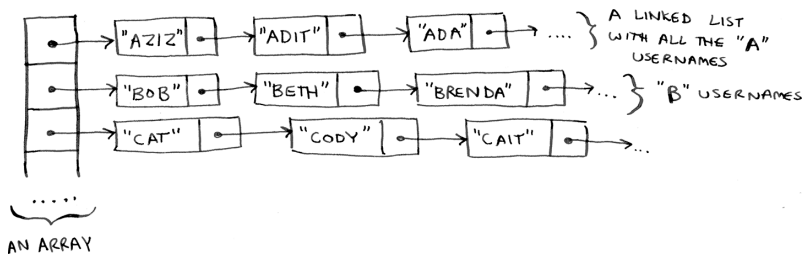 "AZIZ" "ADIT" "ADA" .... A LINKED LIST
WITH ALL THE "A"
USERNAMES
"BOB" "BETH" "BRENDA" ... "B" USERNAMES
"CAT" "CODY" "CAIT" ...
.....
AN ARRAY